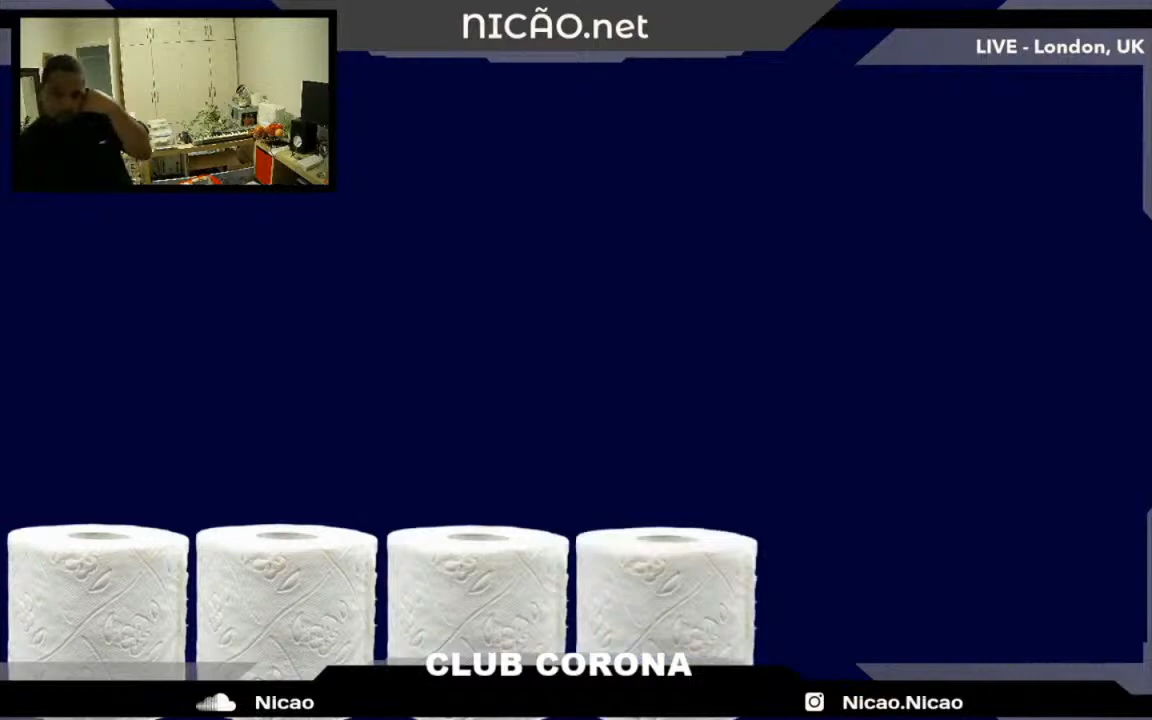 NICÃO.net
LIVE - London, UK
CLUB CORONA
Nicao
Nicao.Nicao